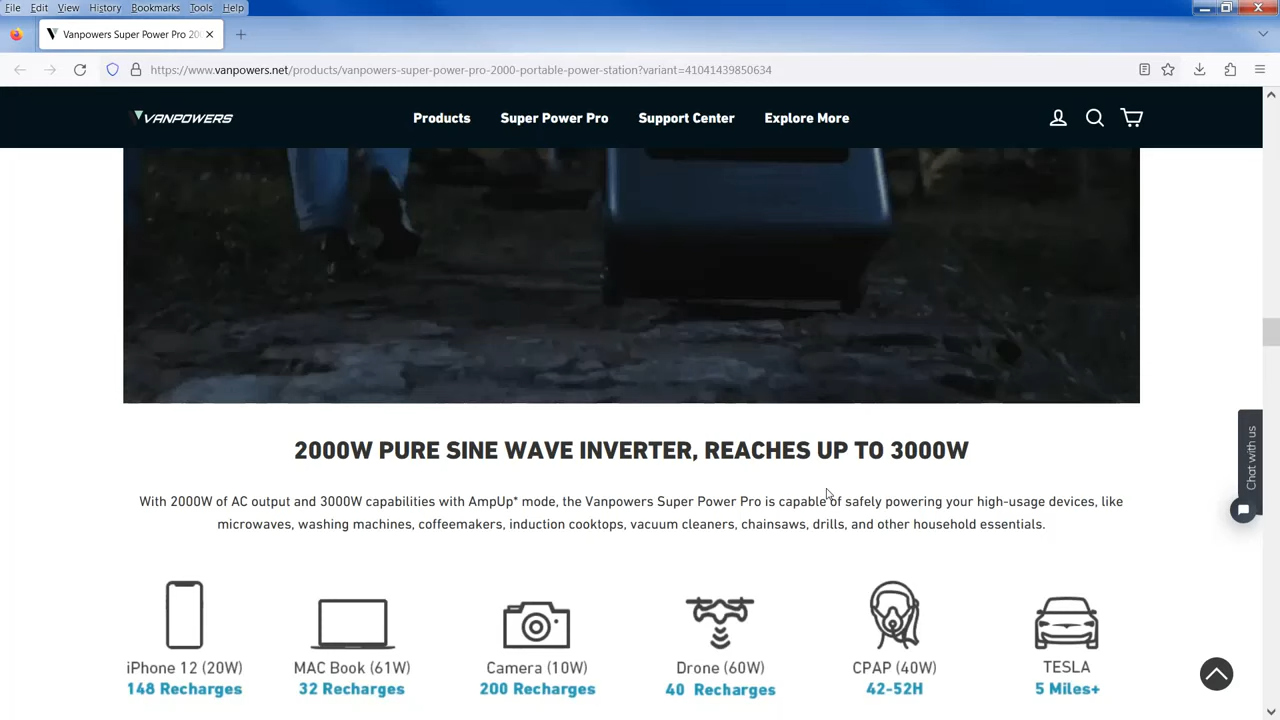 File Edit View History Bookmarks Tools Help
Vanpowers Super Power Pro 20
https://www.vanpowers.net/products/vanpowers-super-power-pro-2000-portable-power-station?variant=41041439850634
VANPOWERS Products Super Power Pro Support Center Explore More
2000W PURE SINE WAVE INVERTER, REACHES UP TO 3000W
With 2000W of AC output and 3000W capabilities with AmpUp* mode, the Vanpowers Super Power Pro is capable of safely powering your high-usage devices, like
microwaves, washing machines, coffeemakers, induction cooktops, vacuum cleaners, chainsaws, drills, and other household essentials.
Chat with us
iPhone 12 (20W) MAC Book (61W) Camera (10W) Drone (60W) CPAP (40W) TESLA
148 Recharges 32 Recharges 200 Recharges 40 Recharges 42-52H 5 Miles+